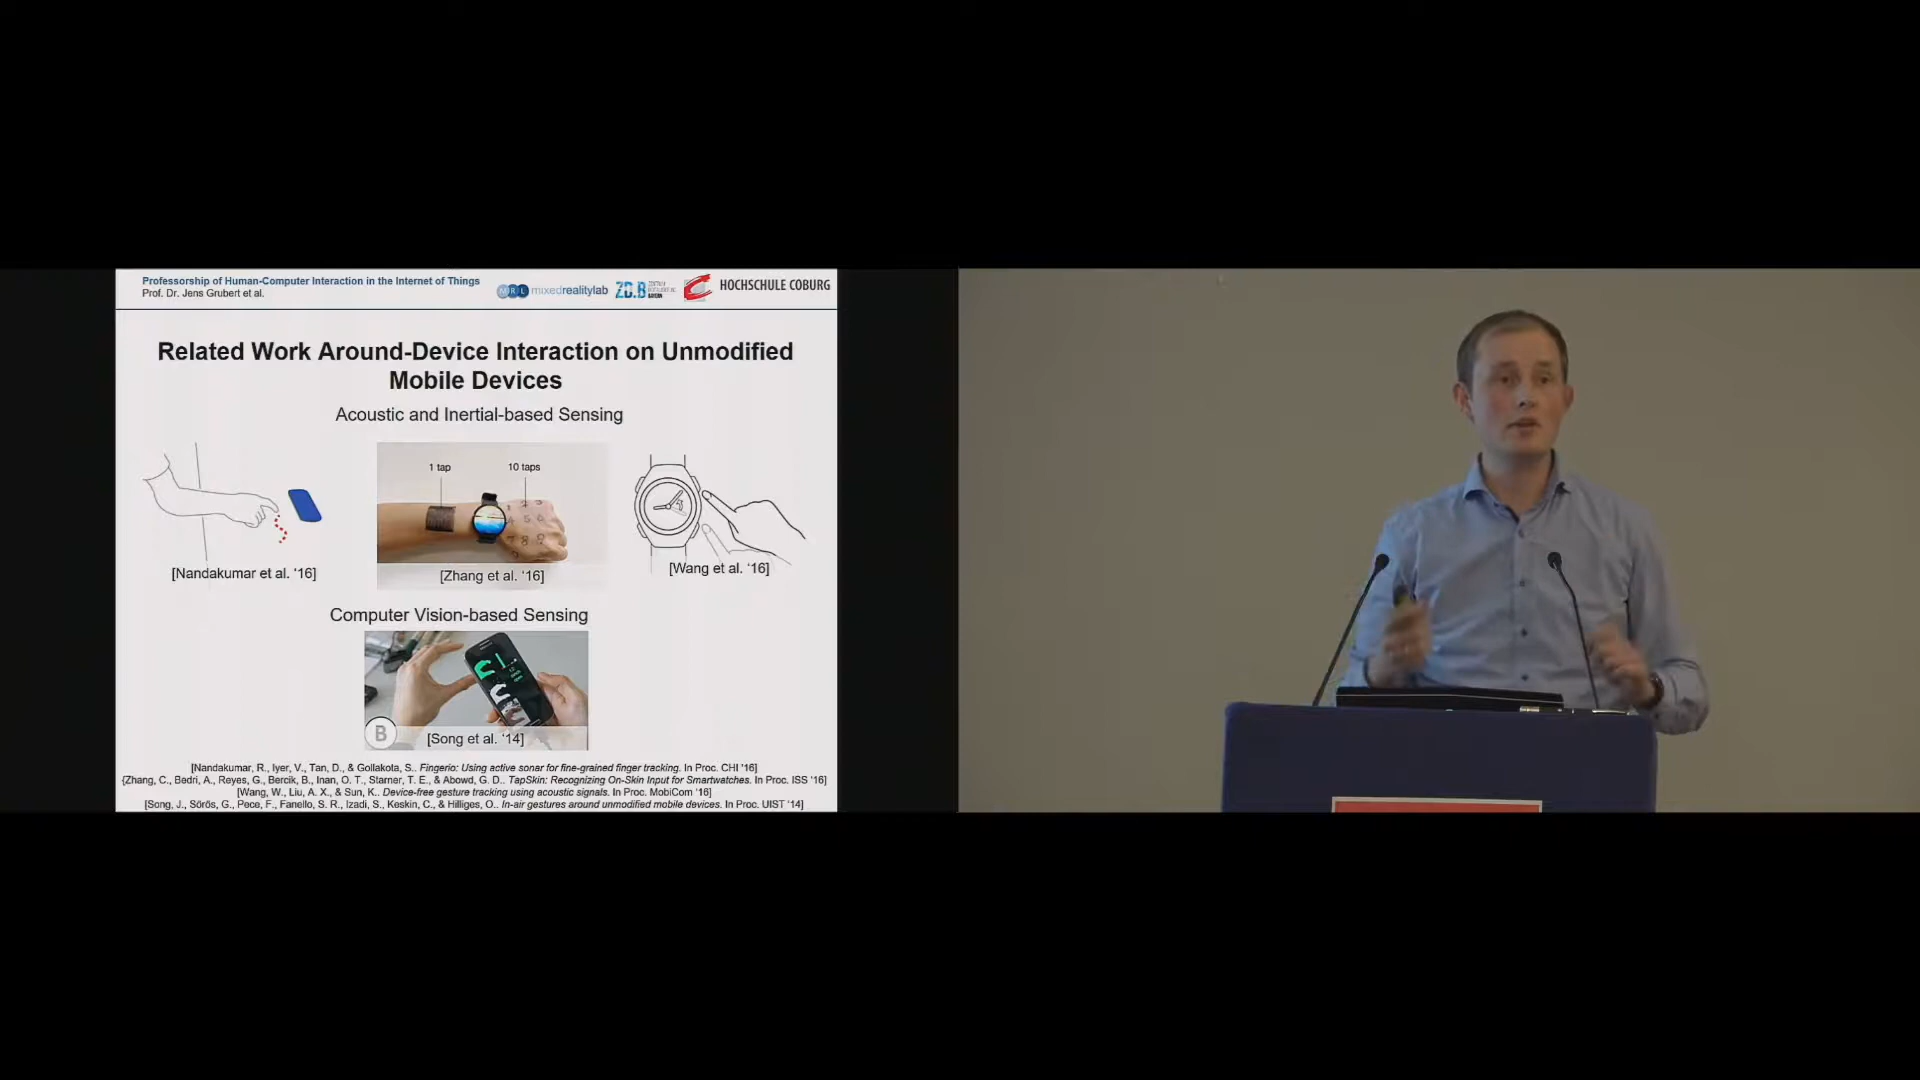 Professorship of Human-Computer Interaction in the Internet of Things
Prof. Dr. Jens Grubert et al.
MRL mixedrealitylab
ZD.B
HOCHSCHULE COBURG
Related Work Around-Device Interaction on Unmodified
Mobile Devices
Acoustic and Inertial-based Sensing
1 tap
10 taps
[Nandakumar et al. ‘16]
[Zhang et al. ‘16]
[Wang et al. ‘16]
Computer Vision-based Sensing
B
[Song et al. ‘14]
[Nandakumar, R., Iyer, V., Tan, D., & Gollakota, S.. Fingerio: Using active sonar for fine-grained finger tracking. In Proc. CHI ‘16]
{Zhang, C., Bedri, A., Reyes, G., Bercik, B., Inan, O. T., Starner, T. E., & Abowd, G. D.. TapSkin: Recognizing On-Skin Input for Smartwatches. In Proc. ISS ‘16]
[Wang, W., Liu, A. X., & Sun, K.. Device-free gesture tracking using acoustic signals. In Proc. MobiCom ‘16]
[Song, J., Sörös, G., Pece, F., Fanello, S. R., Izadi, S., Keskin, C., & Hilliges, O.. In-air gestures around unmodified mobile devices. In Proc. UIST ‘14]